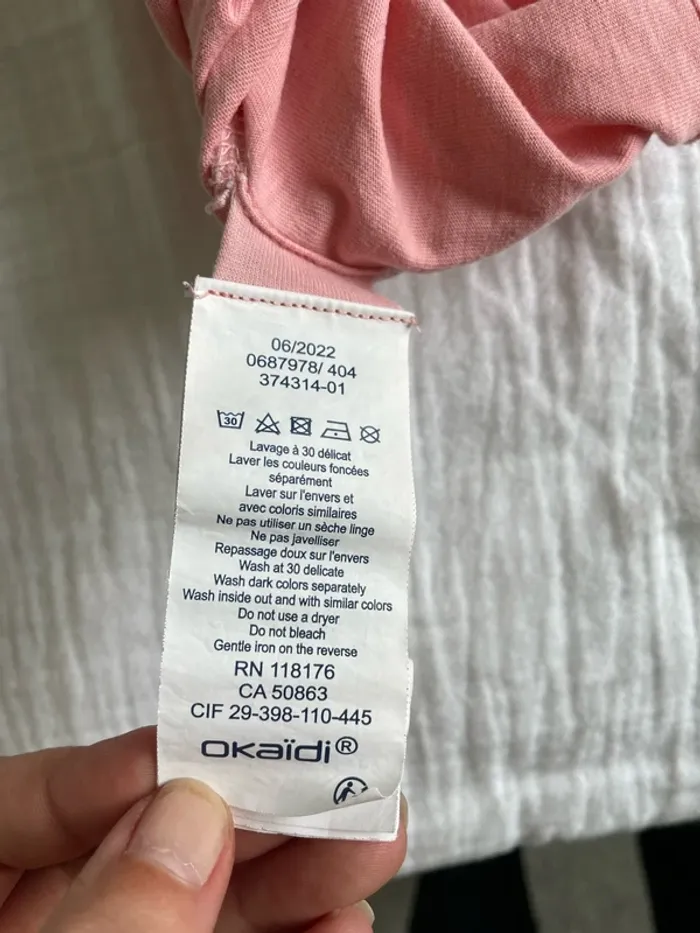 06/2022
0687978/ 404
374314-01
30
Lavage à 30 délicat
Laver les couleurs foncées
séparément
Laver sur l'envers et
avec coloris similaires
Ne pas utiliser un sèche linge
Ne pas javelliser
Repassage doux sur l'envers
Wash at 30 delicate
Wash dark colors separately
Wash inside out and with similar colors
Do not use a dryer
Do not bleach
Gentle iron on the reverse
RN 118176
CA 50863
CIF 29-398-110-445
okaïdi®